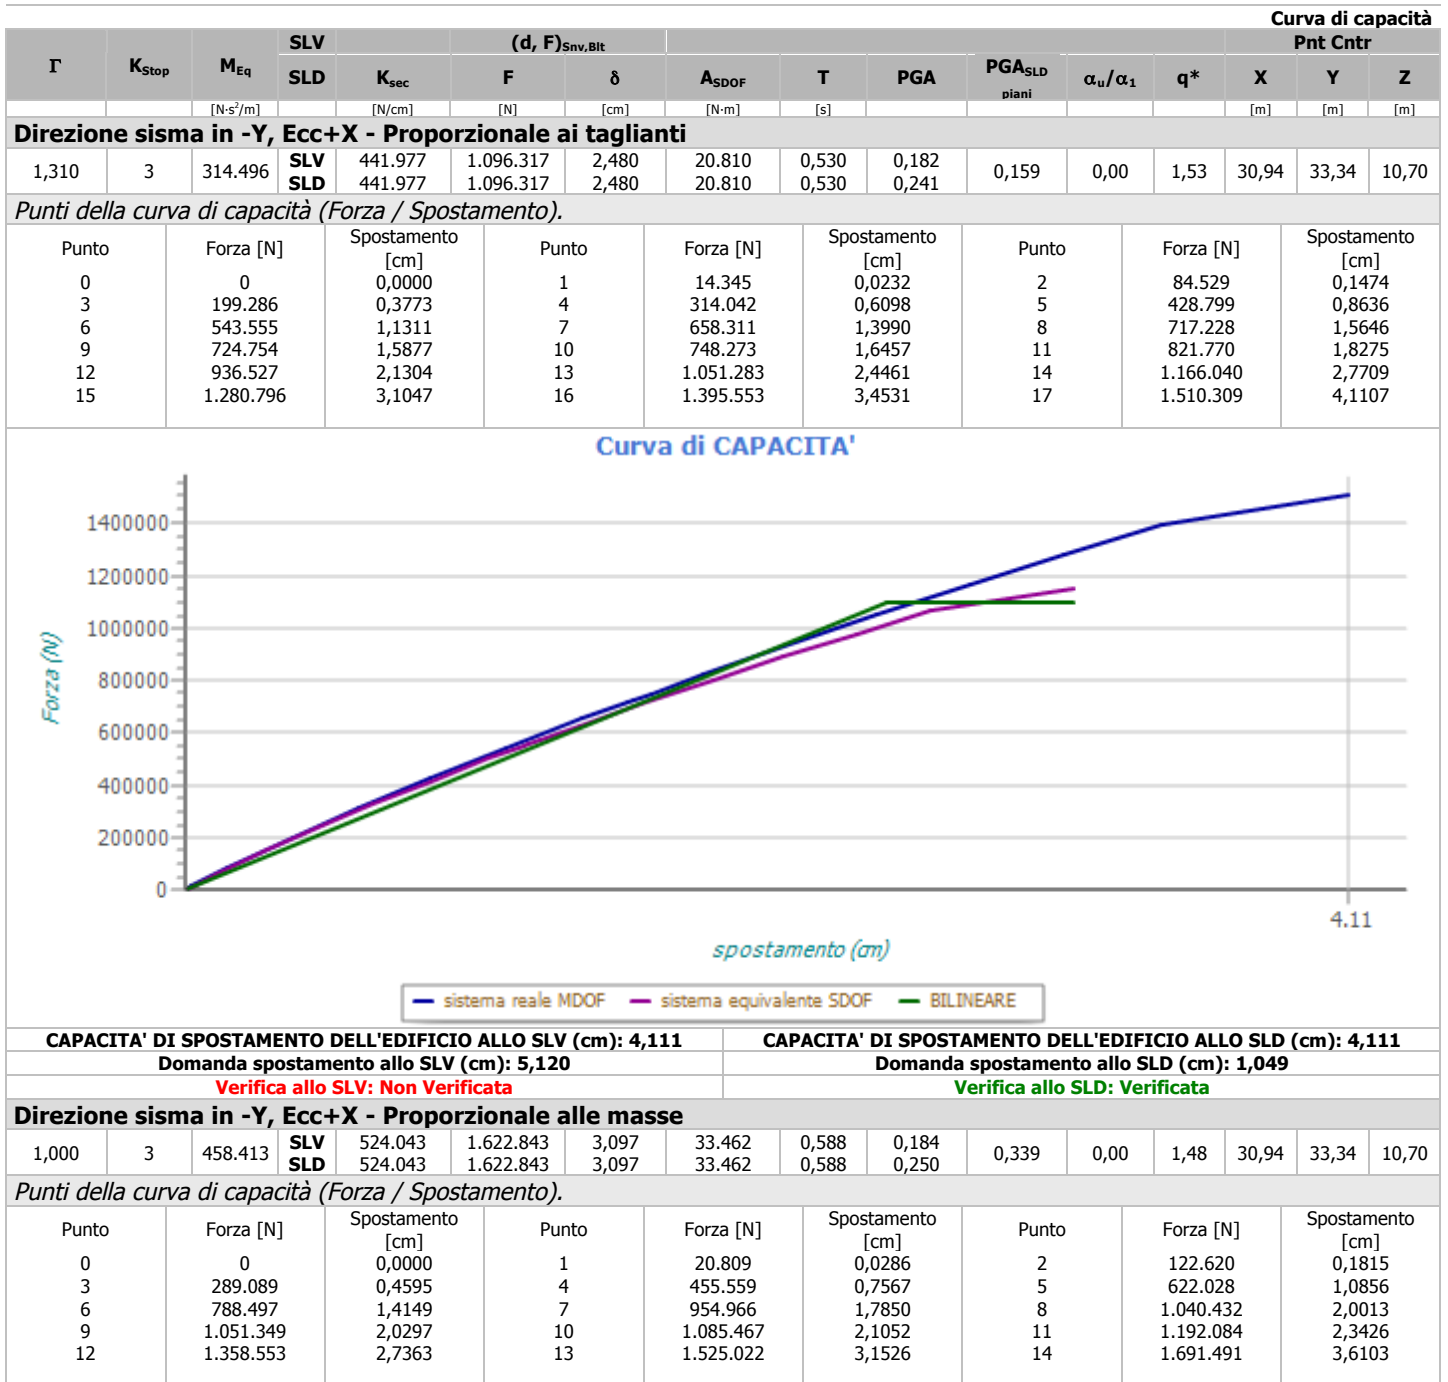 Curva di capacità
Γ K_Stop M_Eq SLV (d, F)Snv,Blt Pnt Cntr
SLD K_sec F δ A_SDOF T PGA PGA_SLD piani α_u/α_1 q* X Y Z
[N·s²/m] [N/cm] [N] [cm] [N·m] [s] [m] [m] [m]
Direzione sisma in -Y, Ecc+X - Proporzionale ai taglianti
1,310 3 314.496 SLV 441.977 1.096.317 2,480 20.810 0,530 0,182 0,159 0,00 1,53 30,94 33,34 10,70
SLD 441.977 1.096.317 2,480 20.810 0,530 0,241
Punti della curva di capacità (Forza / Spostamento).
Punto Forza [N] Spostamento [cm] Punto Forza [N] Spostamento [cm] Punto Forza [N] Spostamento [cm]
0 0 0,0000 1 14.345 0,0232 2 84.529 0,1474
3 199.286 0,3773 4 314.042 0,6098 5 428.799 0,8636
6 543.555 1,1311 7 658.311 1,3990 8 717.228 1,5646
9 724.754 1,5877 10 748.273 1,6457 11 821.770 1,8275
12 936.527 2,1304 13 1.051.283 2,4461 14 1.166.040 2,7709
15 1.280.796 3,1047 16 1.395.553 3,4531 17 1.510.309 4,1107
Curva di CAPACITA'
Forza (N)
1400000
1200000
1000000
800000
600000
400000
200000
0
4.11
spostamento (cm)
sistema reale MDOF sistema equivalente SDOF BILINEARE
CAPACITA' DI SPOSTAMENTO DELL'EDIFICIO ALLO SLV (cm): 4,111 CAPACITA' DI SPOSTAMENTO DELL'EDIFICIO ALLO SLD (cm): 4,111
Domanda spostamento allo SLV (cm): 5,120 Domanda spostamento allo SLD (cm): 1,049
Verifica allo SLV: Non Verificata Verifica allo SLD: Verificata
Direzione sisma in -Y, Ecc+X - Proporzionale alle masse
1,000 3 458.413 SLV 524.043 1.622.843 3,097 33.462 0,588 0,184 0,339 0,00 1,48 30,94 33,34 10,70
SLD 524.043 1.622.843 3,097 33.462 0,588 0,250
Punti della curva di capacità (Forza / Spostamento).
Punto Forza [N] Spostamento [cm] Punto Forza [N] Spostamento [cm] Punto Forza [N] Spostamento [cm]
0 0 0,0000 1 20.809 0,0286 2 122.620 0,1815
3 289.089 0,4595 4 455.559 0,7567 5 622.028 1,0856
6 788.497 1,4149 7 954.966 1,7850 8 1.040.432 2,0013
9 1.051.349 2,0297 10 1.085.467 2,1052 11 1.192.084 2,3426
12 1.358.553 2,7363 13 1.525.022 3,1526 14 1.691.491 3,6103